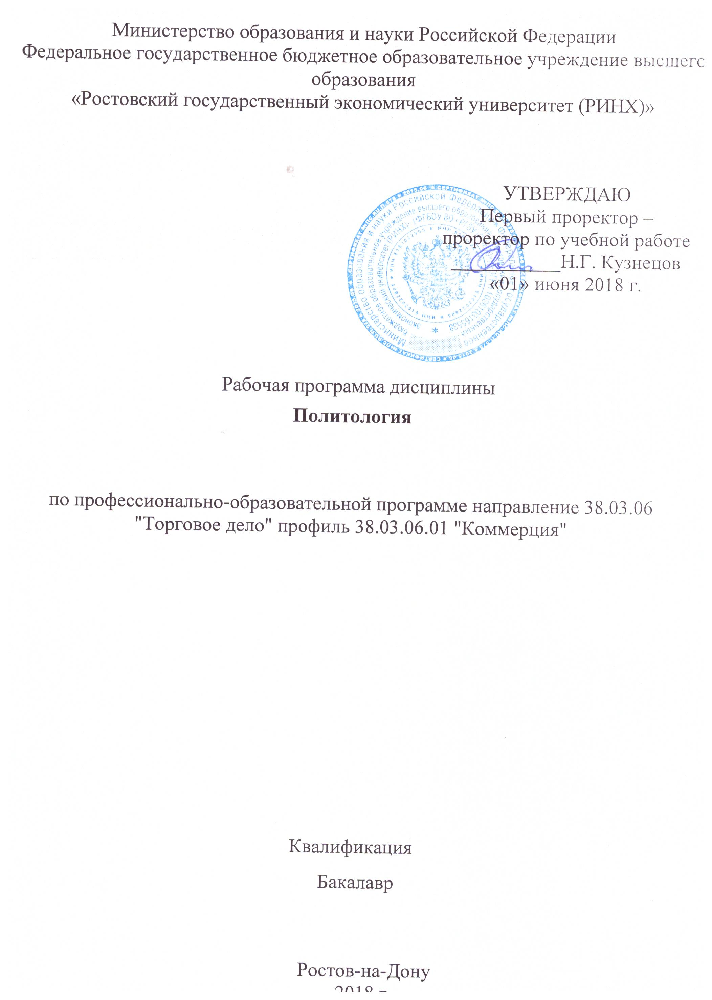 Министерство образования и науки Российской Федерации
Федеральное государственное бюджетное образовательное учреждение высшего
образования
«Ростовский государственный экономический университет (РИНХ)»
УТВЕРЖДАЮ
Первый проректор –
проректор по учебной работе
Н.Г. Кузнецов
«01» июня 2018 г.
Рабочая программа дисциплины
Политология
по профессионально-образовательной программе направление 38.03.06
"Торговое дело" профиль 38.03.06.01 "Коммерция"
Квалификация
Бакалавр
Ростов-на-Дону
2018 г.